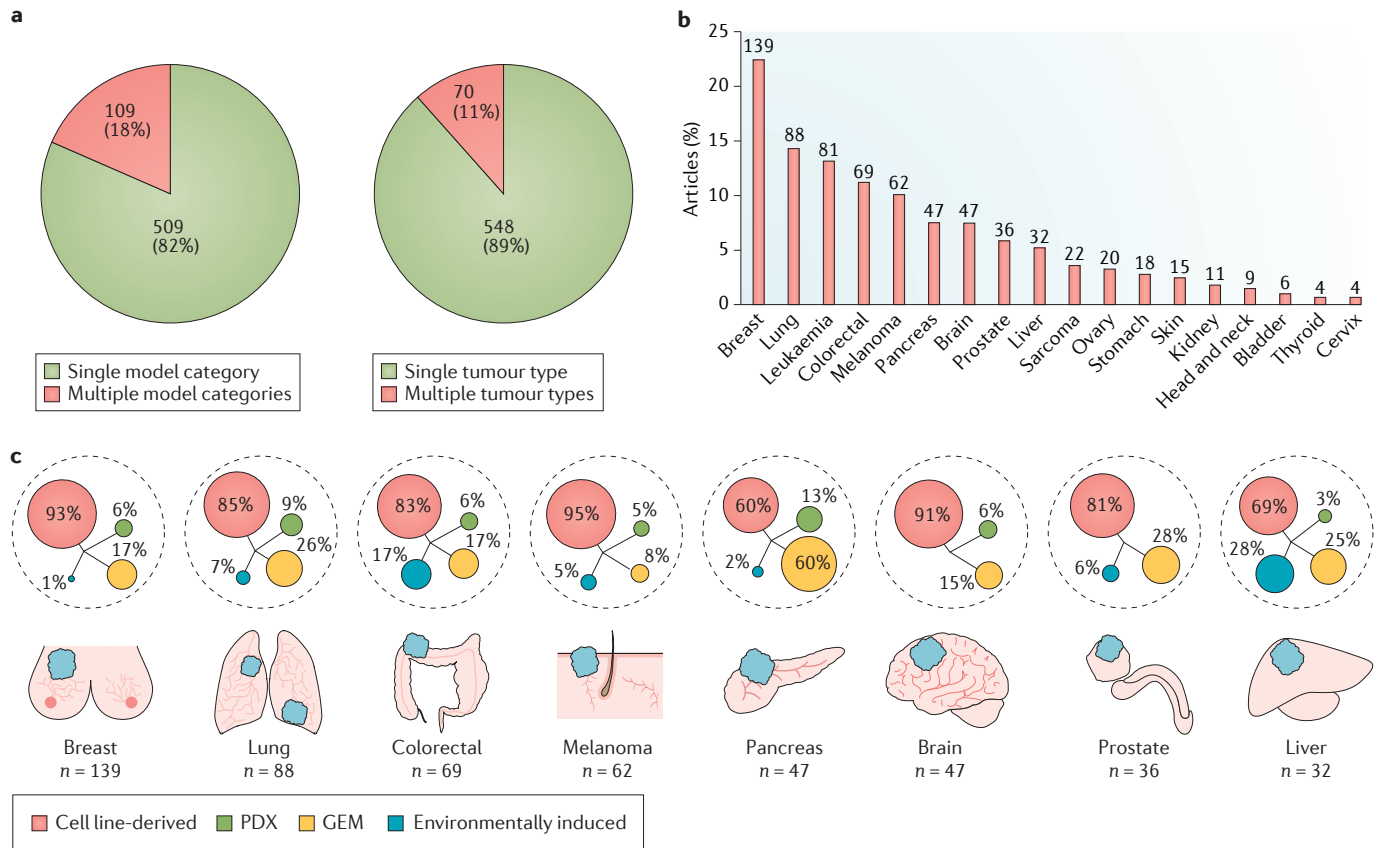 a
109
(18%)
509
(82%)
Single model category
Multiple model categories
70
(11%)
548
(89%)
Single tumour type
Multiple tumour types
b
Articles (%)
25
20
15
10
5
0
139
88
81
69
62
47
47
36
32
22
20
18
15
11
9
6
4
4
Breast
Lung
Leukaemia
Colorectal
Melanoma
Pancreas
Brain
Prostate
Liver
Sarcoma
Ovary
Stomach
Skin
Kidney
Head and neck
Bladder
Thyroid
Cervix
c
93%
6%
17%
1%
Breast
n = 139
85%
9%
26%
7%
Lung
n = 88
83%
6%
17%
17%
Colorectal
n = 69
95%
5%
8%
5%
Melanoma
n = 62
60%
13%
60%
2%
Pancreas
n = 47
91%
6%
15%
Brain
n = 47
81%
28%
6%
Prostate
n = 36
69%
3%
25%
28%
Liver
n = 32
Cell line-derived PDX GEM Environmentally induced